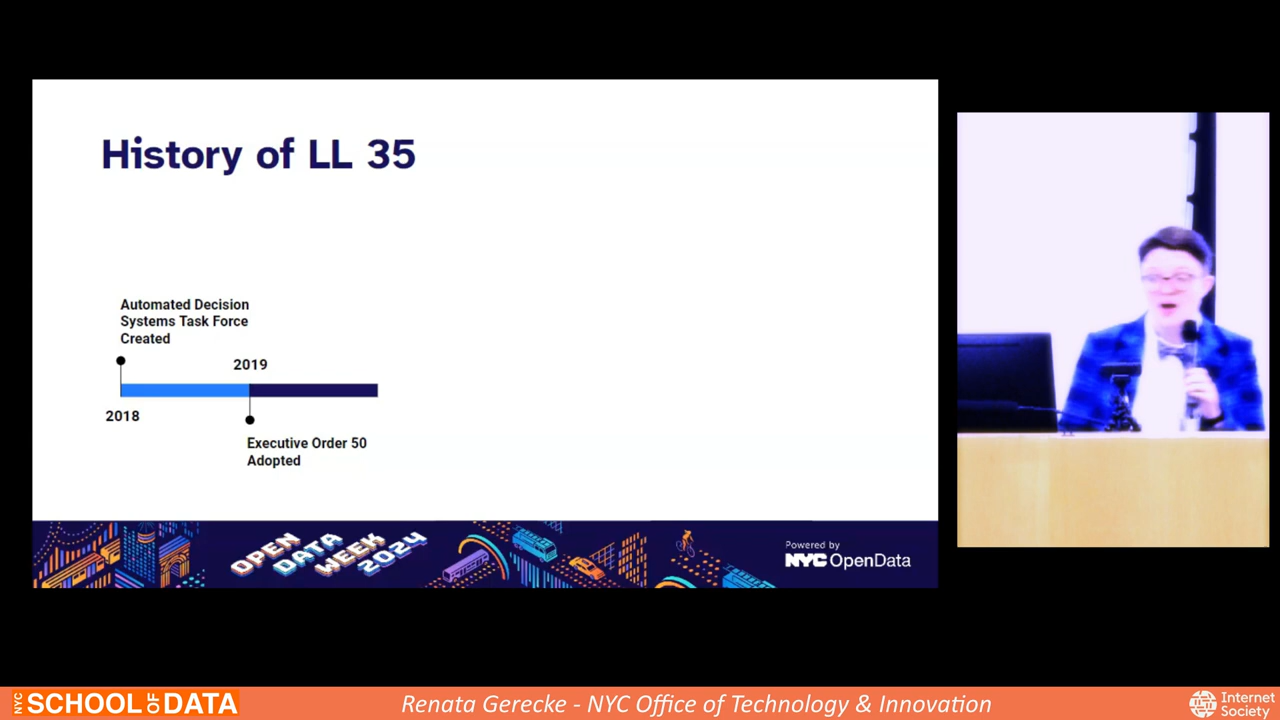 History of LL 35
Automated Decision
Systems Task Force
Created
2019
2018
Executive Order 50
Adopted
OPEN
DATA
WEEK
2024
Powered by
NYC OpenData
NYC SCHOOL OF DATA
Renata Gerecke - NYC Office of Technology & Innovation
Internet
Society